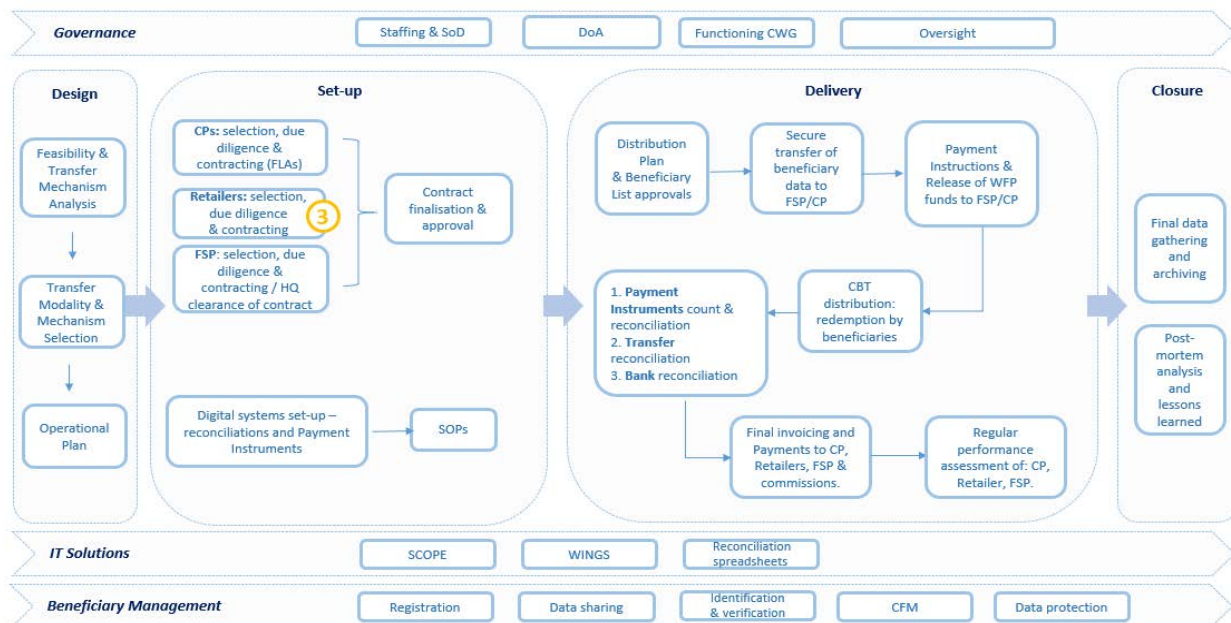 Governance
Staffing & SoD
DoA
Functioning CWG
Oversight
Design
Feasibility &
Transfer
Mechanism
Analysis
Transfer
Modality &
Mechanism
Selection
Operational
Plan
Set-up
CPs: selection, due
diligence &
contracting (FLAs)
Retailers: selection,
due diligence
& contracting
3
FSP: selection, due
diligence &
contracting / HQ
clearance of contract
Contract
finalisation &
approval
Digital systems set-up –
reconciliations and Payment
Instruments
SOPs
Delivery
Distribution
Plan
& Beneficiary
List approvals
Secure
transfer of
beneficiary
data to
FSP/CP
Payment
Instructions &
Release of WFP
funds to FSP/CP
CBT
distribution:
redemption by
beneficiaries
1. Payment
Instruments count &
reconciliation
2. Transfer
reconciliation
3. Bank reconciliation
Final invoicing and
Payments to CP,
Retailers, FSP &
commissions.
Regular
performance
assessment of: CP,
Retailer, FSP.
Closure
Final data
gathering
and
archiving
Post-
mortem
analysis
and
lessons
learned
IT Solutions
SCOPE
WINGS
Reconciliation
spreadsheets
Beneficiary Management
Registration
Data sharing
Identification
& verification
CFM
Data protection